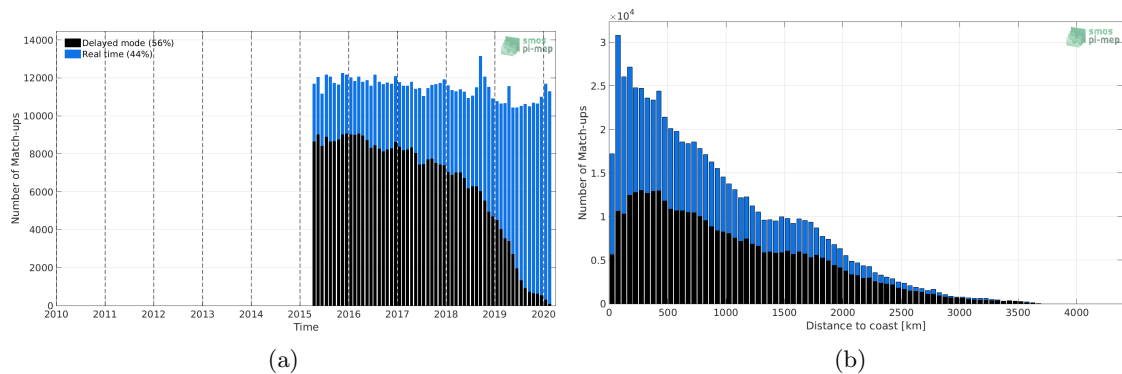 14000
12000
10000
8000
6000
4000
2000
0
Number of Match-ups
Delayed mode (56%)
Real time (44%)
smos
pi-mep
2010 2011 2012 2013 2014 2015 2016 2017 2018 2019 2020
Time
(a)
×10⁴
3
2.5
2
1.5
1
0.5
0
Number of Match-ups
smos
pi-mep
0 500 1000 1500 2000 2500 3000 3500 4000
Distance to coast [km]
(b)